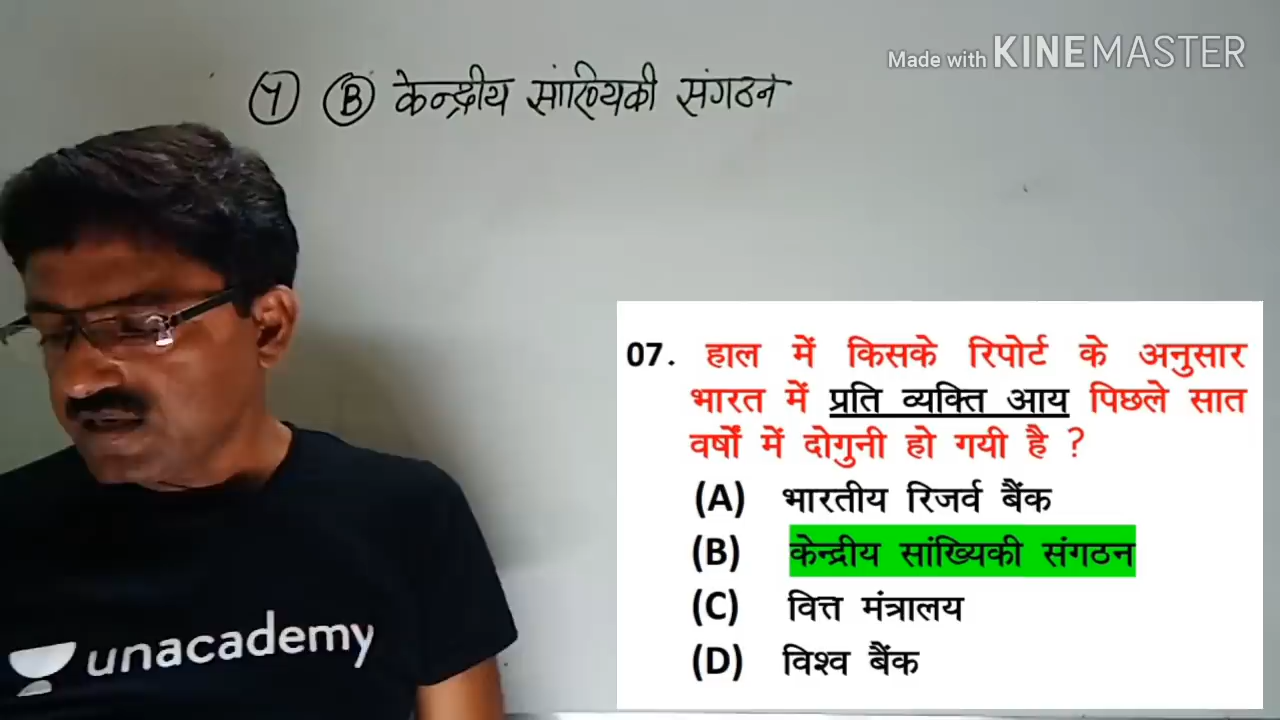 Made with KINEMASTER
7 B केन्द्रीय सांख्यिकी संगठन
07. हाल में किसके रिपोर्ट के अनुसार
भारत में प्रति व्यक्ति आय पिछले सात
वर्षों में दोगुनी हो गयी है ?
(A) भारतीय रिजर्व बैंक
(B) केन्द्रीय सांख्यिकी संगठन
(C) वित्त मंत्रालय
(D) विश्व बैंक
unacademy